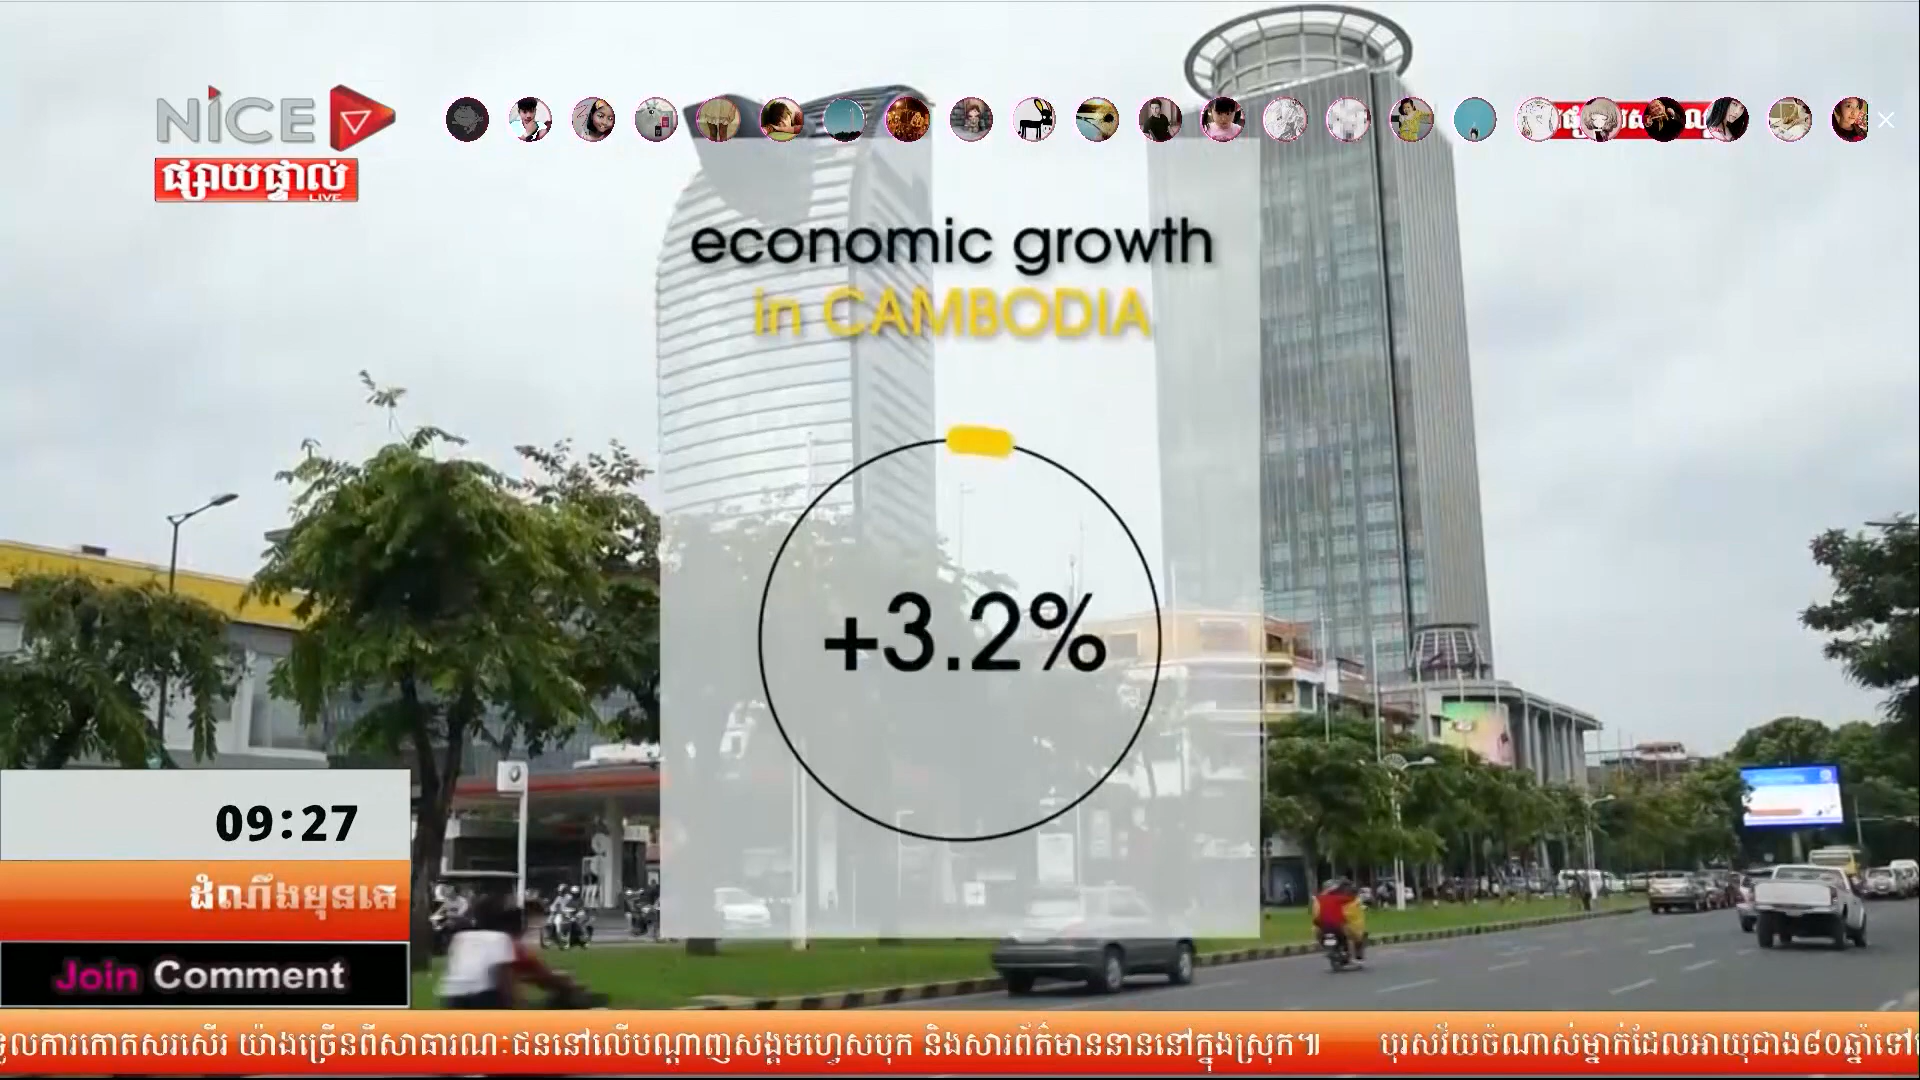 NiCE
ផ្សាយផ្ទាល់
LIVE
economic growth
in CAMBODIA
+3.2%
09:27
ដំណឹងមុនគេ
Join Comment
ទួលការកោតសរសើរ យ៉ាងច្រើនពីសាធារណៈជននៅលើបណ្តាញសង្គមហ្វេសបុក និងសារព័ត៌មាននានានៅក្នុងស្រុក៕ បុរសវ័យចំណាស់ម្នាក់ដែលអាយុជាង៨០ឆ្នាំទៅ